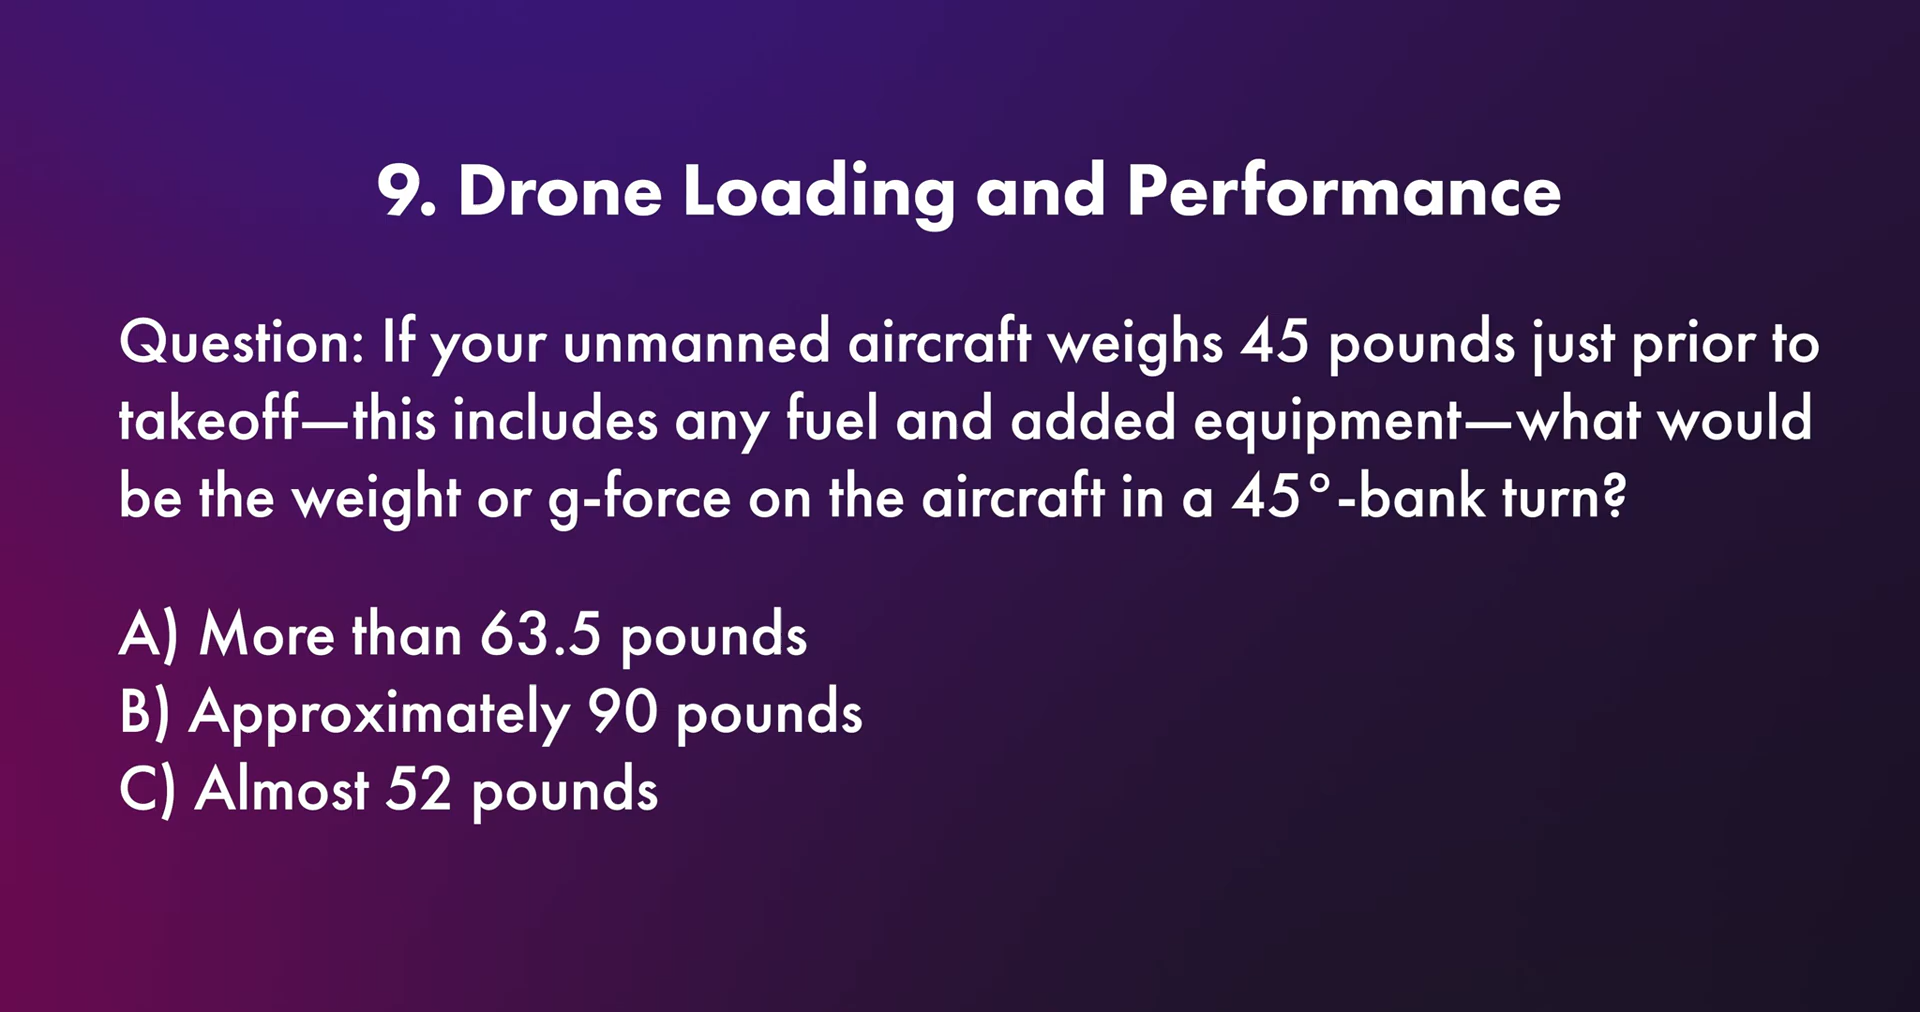 9. Drone Loading and Performance
Question: If your unmanned aircraft weighs 45 pounds just prior to
takeoff—this includes any fuel and added equipment—what would
be the weight or g-force on the aircraft in a 45°-bank turn?
A) More than 63.5 pounds
B) Approximately 90 pounds
C) Almost 52 pounds